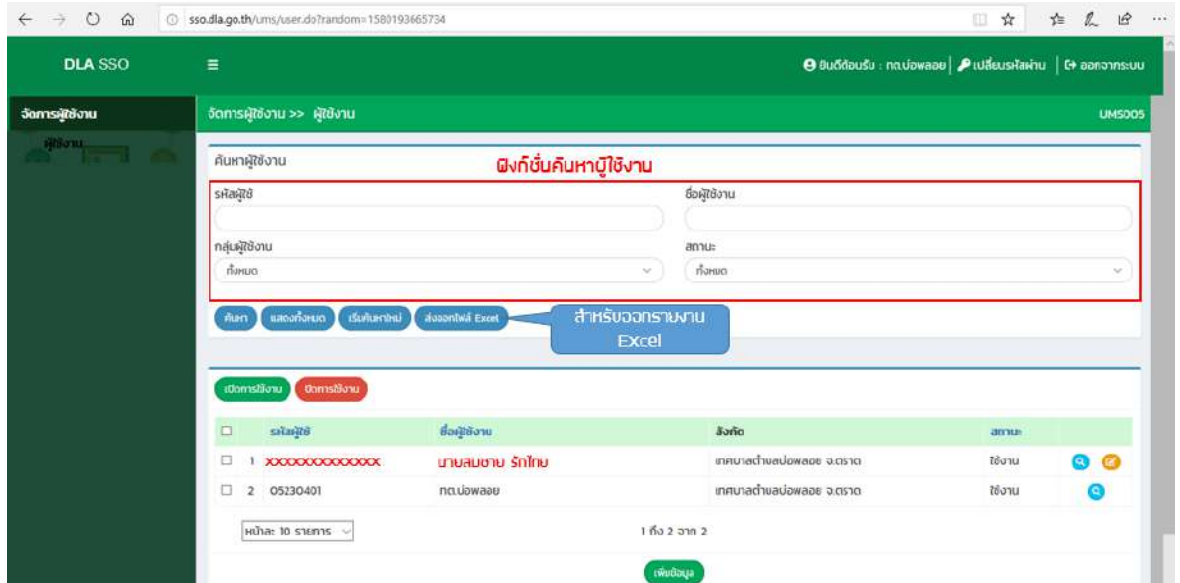 sso.dla.go.th/ums/user.do?random=1580193665734
DLA SSO
ยินดีต้อนรับ : ทต.บ่อพลอย | เปลี่ยนรหัสผ่าน | ออกจากระบบ
จัดการผู้ใช้งาน
จัดการผู้ใช้งาน >> ผู้ใช้งาน
UMS005
ผู้ใช้งาน
ค้นหาผู้ใช้งาน
ฟังก์ชั่นค้นหาผู้ใช้งาน
รหัสผู้ใช้
ชื่อผู้ใช้งาน
กลุ่มผู้ใช้งาน
สถานะ
ทั้งหมด
ทั้งหมด
ค้นหา
แสดงทั้งหมด
เริ่มค้นหาใหม่
ส่งออกไฟล์ Excel
สำหรับออกรายงาน
Excel
เปิดการใช้งาน
ปิดการใช้งาน
รหัสผู้ใช้ ชื่อผู้ใช้งาน สังกัด สถานะ
1 XXXXXXXXXXXXX นายสมชาย รักไทย เทศบาลตำบลบ่อพลอย จ.ตราด ใช้งาน
2 05230401 ทต.บ่อพลอย เทศบาลตำบลบ่อพลอย จ.ตราด ใช้งาน
หน้าละ 10 รายการ
1 ถึง 2 จาก 2
เพิ่มข้อมูล